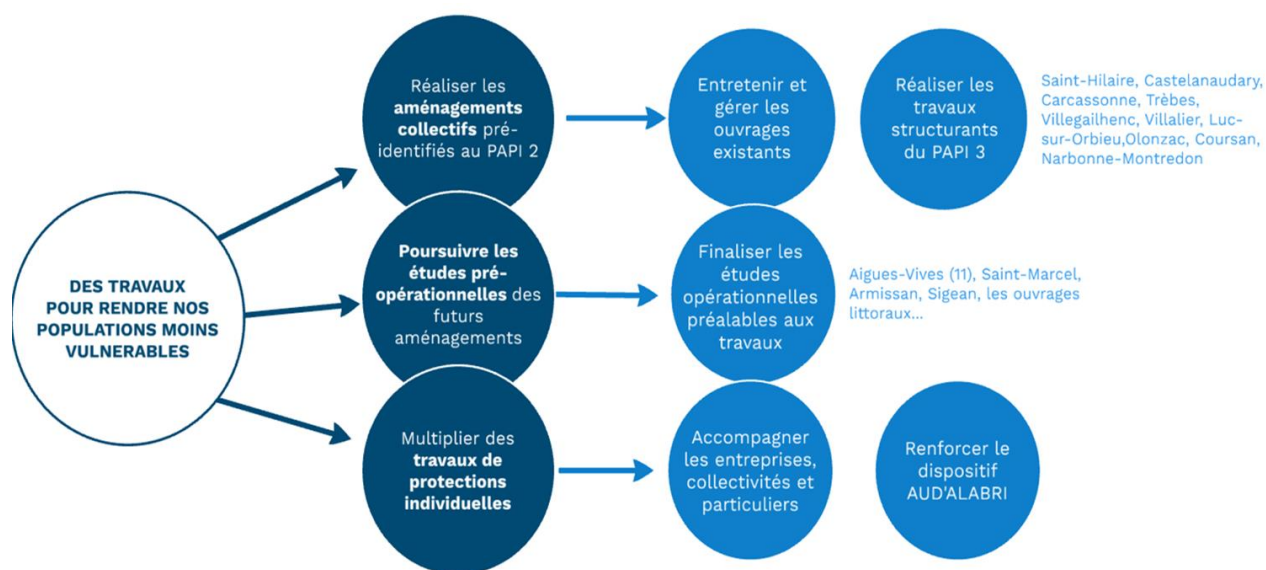 DES TRAVAUX
POUR RENDRE NOS
POPULATIONS MOINS
VULNERABLES
Réaliser les
aménagements
collectifs pré-
identifiés au PAPI 2
Entretenir et
gérer les
ouvrages
existants
Réaliser les
travaux
structurants
du PAPI 3
Saint-Hilaire, Castelanaudary,
Carcassonne, Trèbes,
Villegailhenc, Villalier, Luc-
sur-Orbieu,Olonzac, Coursan,
Narbonne-Montredon
Poursuivre les
études pré-
opérationnelles des
futurs
aménagements
Finaliser les
études
opérationnelles
préalables aux
travaux
Aigues-Vives (11), Saint-Marcel,
Armissan, Sigean, les ouvrages
littoraux...
Multiplier des
travaux de
protections
individuelles
Accompagner
les entreprises,
collectivités et
particuliers
Renforcer le
dispositif
AUD'ALABRI